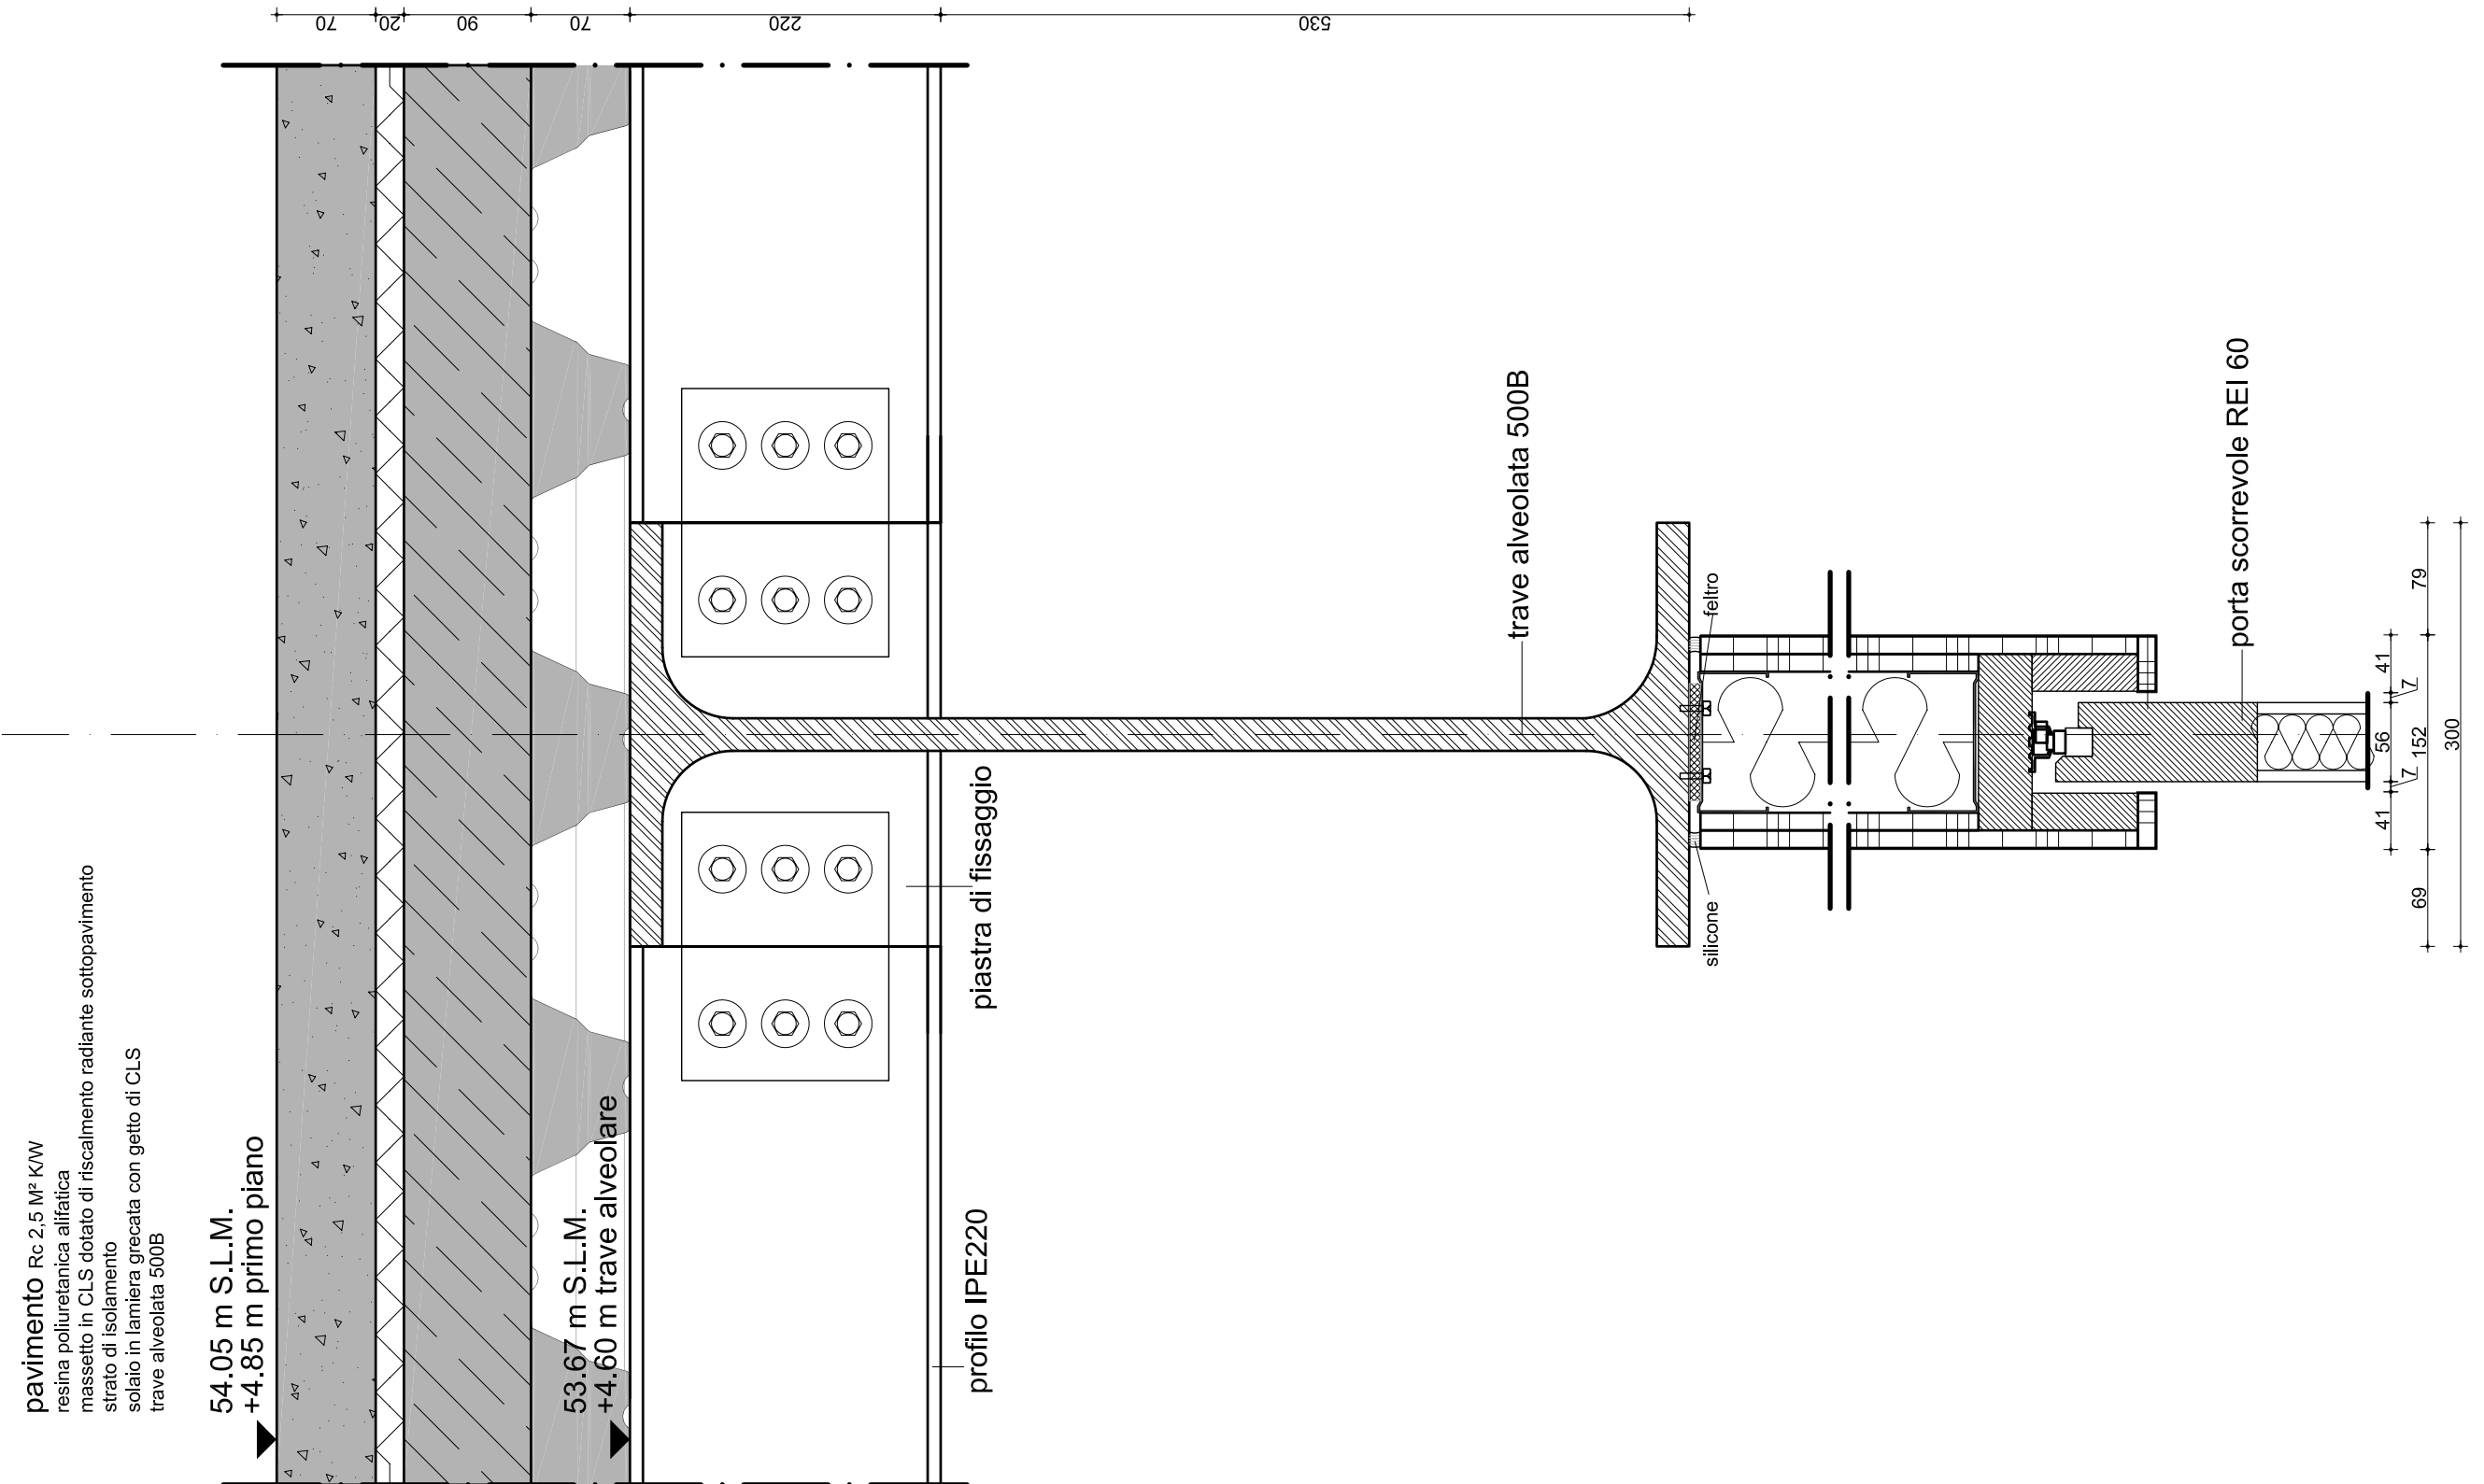 pavimento Rc 2,5 M² K/W
resina poliuretanica alifatica
massetto in CLS dotato di riscalmento radiante sottopavimento
strato di isolamento
solaio in lamiera grecata con getto di CLS
trave alveolata 500B
54.05 m S.L.M.
+4.85 m primo piano
53.67 m S.L.M.
+4.60 m trave alveolare
70
20
90
70
220
530
profilo IPE220
piastra di fissaggio
trave alveolata 500B
feltro
silicone
porta scorrevole REI 60
41
7
56
7
41
69
152
79
300